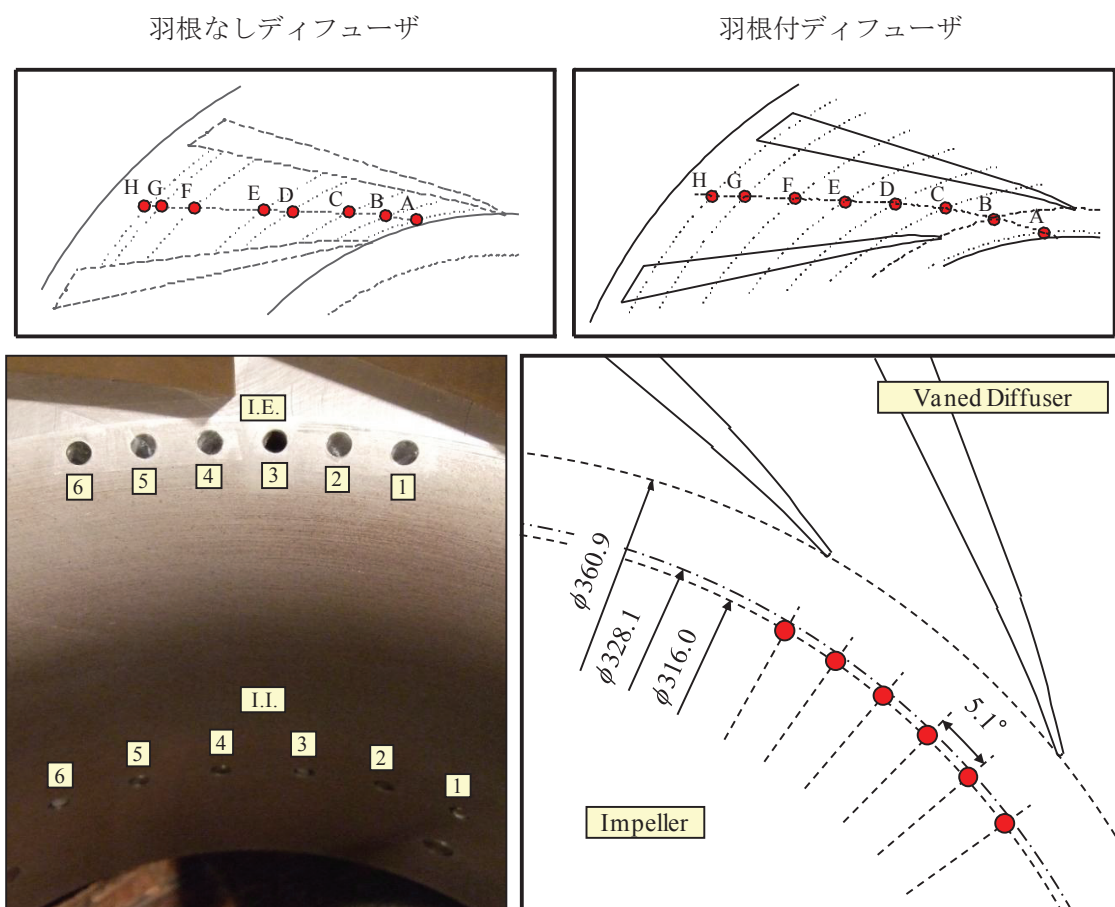 羽根なしディフューザ
羽根付ディフューザ
H G F E D C B A
H G F E D C B A
I.E.
6 5 4 3 2 1
I.I.
6 5 4 3 2 1
Vaned Diffuser
ϕ360.9
ϕ328.1
ϕ316.0
5.1°
Impeller